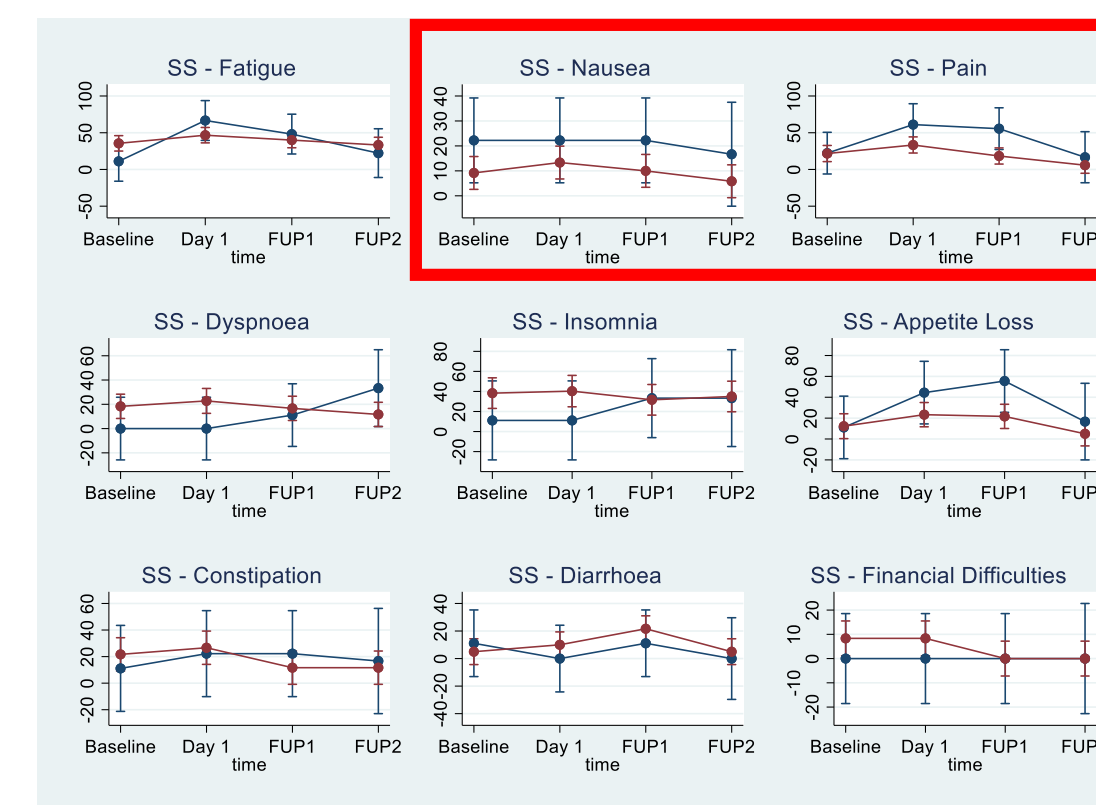 SS - Fatigue
100
50
0
-50
Baseline Day 1 FUP1 FUP2
time
SS - Nausea
40
30
20
10
0
Baseline Day 1 FUP1 FUP2
time
SS - Pain
100
50
0
-50
Baseline Day 1 FUP1 FUP
time
SS - Dyspnoea
60
40
20
0
-20
Baseline Day 1 FUP1 FUP2
time
SS - Insomnia
80
60
40
20
0
-20
Baseline Day 1 FUP1 FUP2
time
SS - Appetite Loss
80
60
40
20
0
-20
Baseline Day 1 FUP1 FUP
time
SS - Constipation
60
40
20
0
-20
Baseline Day 1 FUP1 FUP2
time
SS - Diarrhoea
40
20
0
-20
-40
Baseline Day 1 FUP1 FUP2
time
SS - Financial Difficulties
20
10
0
-10
-20
Baseline Day 1 FUP1 FUP
time